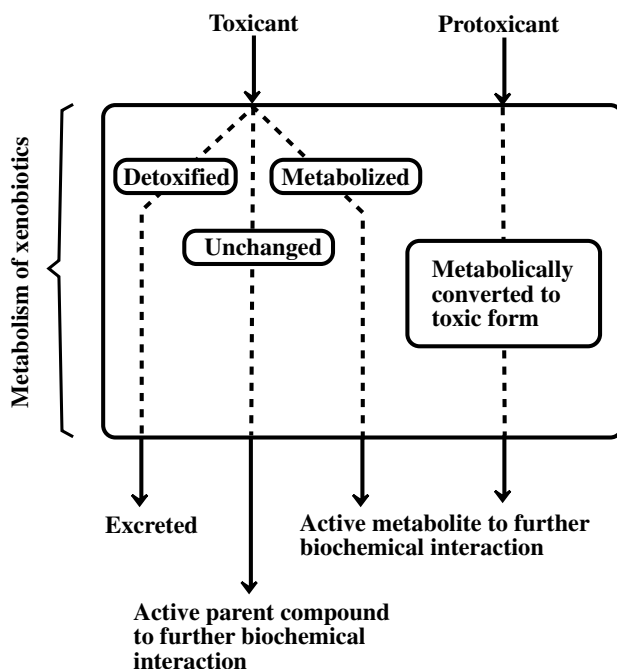 Toxicant
Protoxicant
Metabolism of xenobiotics
Detoxified
Metabolized
Unchanged
Metabolically
converted to
toxic form
Excreted
Active metabolite to further
biochemical interaction
Active parent compound
to further biochemical
interaction